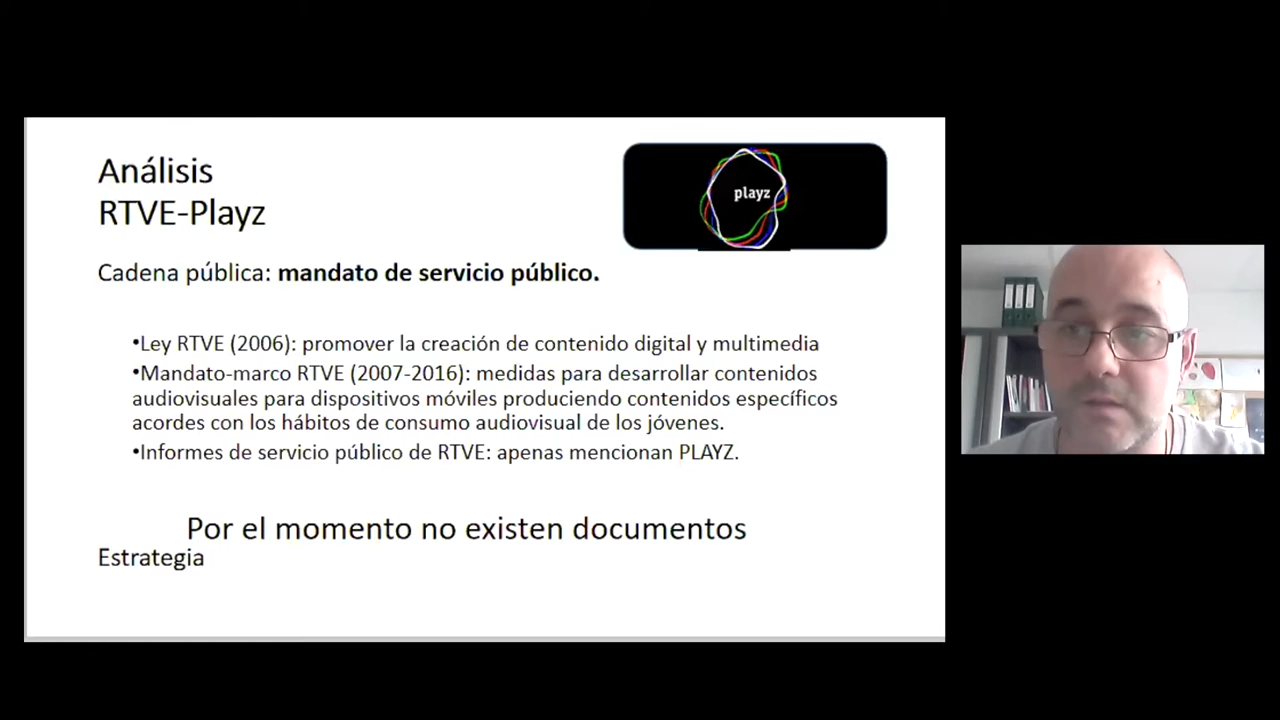 Análisis
RTVE-Playz
playz
Cadena pública: mandato de servicio público.
•Ley RTVE (2006): promover la creación de contenido digital y multimedia
•Mandato-marco RTVE (2007-2016): medidas para desarrollar contenidos
audiovisuales para dispositivos móviles produciendo contenidos específicos
acordes con los hábitos de consumo audiovisual de los jóvenes.
•Informes de servicio público de RTVE: apenas mencionan PLAYZ.
Por el momento no existen documentos
Estrategia